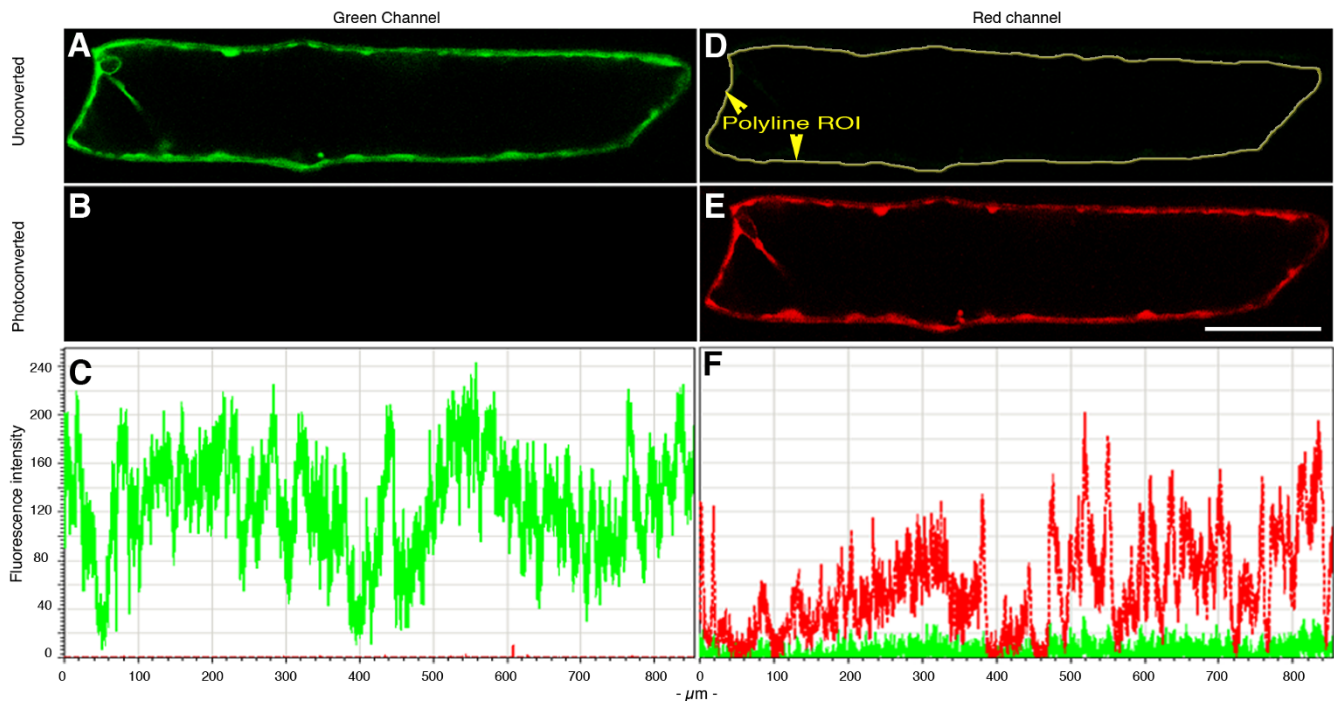 Green Channel
Red channel
Unconverted
A
D
Polyline ROI
Photoconverted
B
E
Fluorescence intensity
C
F
240
200
160
120
80
40
0
0 100 200 300 400 500 600 700 800
0 100 200 300 400 500 600 700 800
- µm -